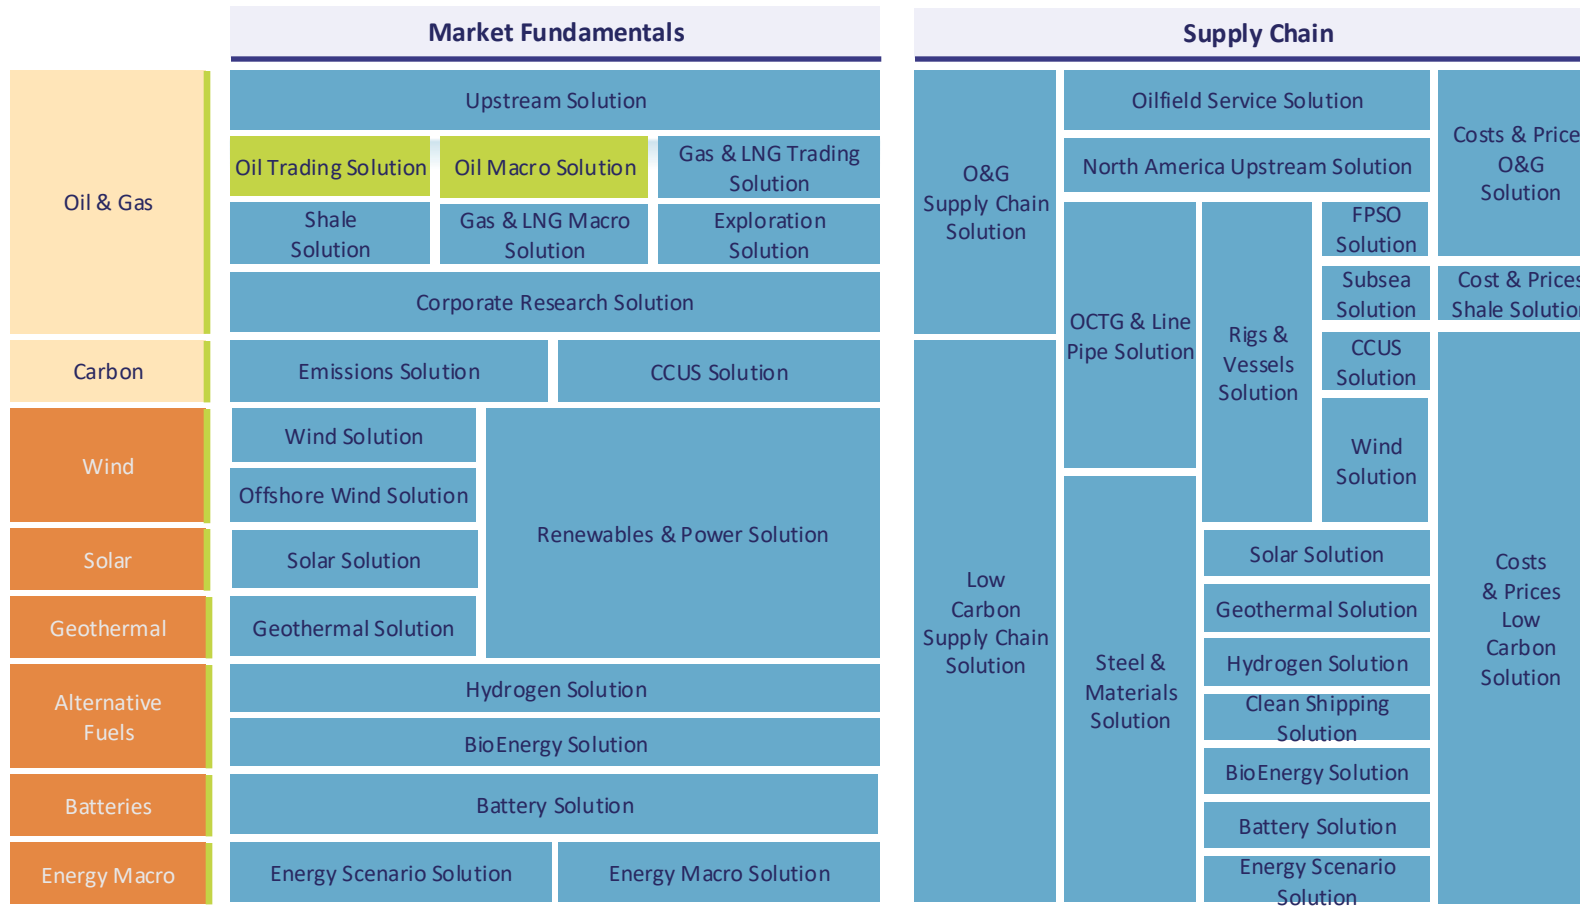 Market Fundamentals
Supply Chain
Oil & Gas
Upstream Solution
Oil Trading Solution
Oil Macro Solution
Gas & LNG Trading
Solution
Shale
Solution
Gas & LNG Macro
Solution
Exploration
Solution
Corporate Research Solution
Carbon
Emissions Solution
CCUS Solution
Wind
Wind Solution
Offshore Wind Solution
Renewables & Power Solution
Solar
Solar Solution
Geothermal
Geothermal Solution
Alternative
Fuels
Hydrogen Solution
BioEnergy Solution
Batteries
Battery Solution
Energy Macro
Energy Scenario Solution
Energy Macro Solution
O&G
Supply Chain
Solution
Low
Carbon
Supply Chain
Solution
Oilfield Service Solution
North America Upstream Solution
OCTG & Line
Pipe Solution
Steel &
Materials
Solution
Rigs &
Vessels
Solution
FPSO
Solution
Subsea
Solution
CCUS
Solution
Wind
Solution
Solar Solution
Geothermal Solution
Hydrogen Solution
Clean Shipping
Solution
BioEnergy Solution
Battery Solution
Energy Scenario
Solution
Costs & Price
O&G
Solution
Cost & Prices
Shale Solution
Costs
& Prices
Low
Carbon
Solution